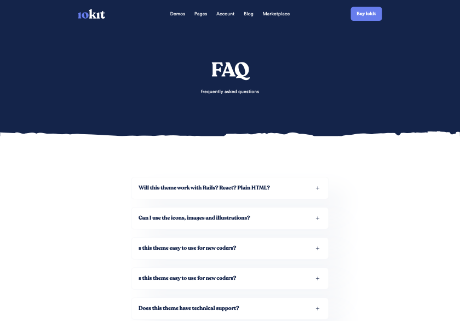 iokit
Demos Pages Account Blog Marketplace
Buy iokit
FAQ
Frequently asked questions
Will this theme work with Rails? React? Plain HTML? +
Can I use the icons, images and illustrations? +
s this theme easy to use for new coders? +
s this theme easy to use for new coders? +
Does this theme have technical support? +